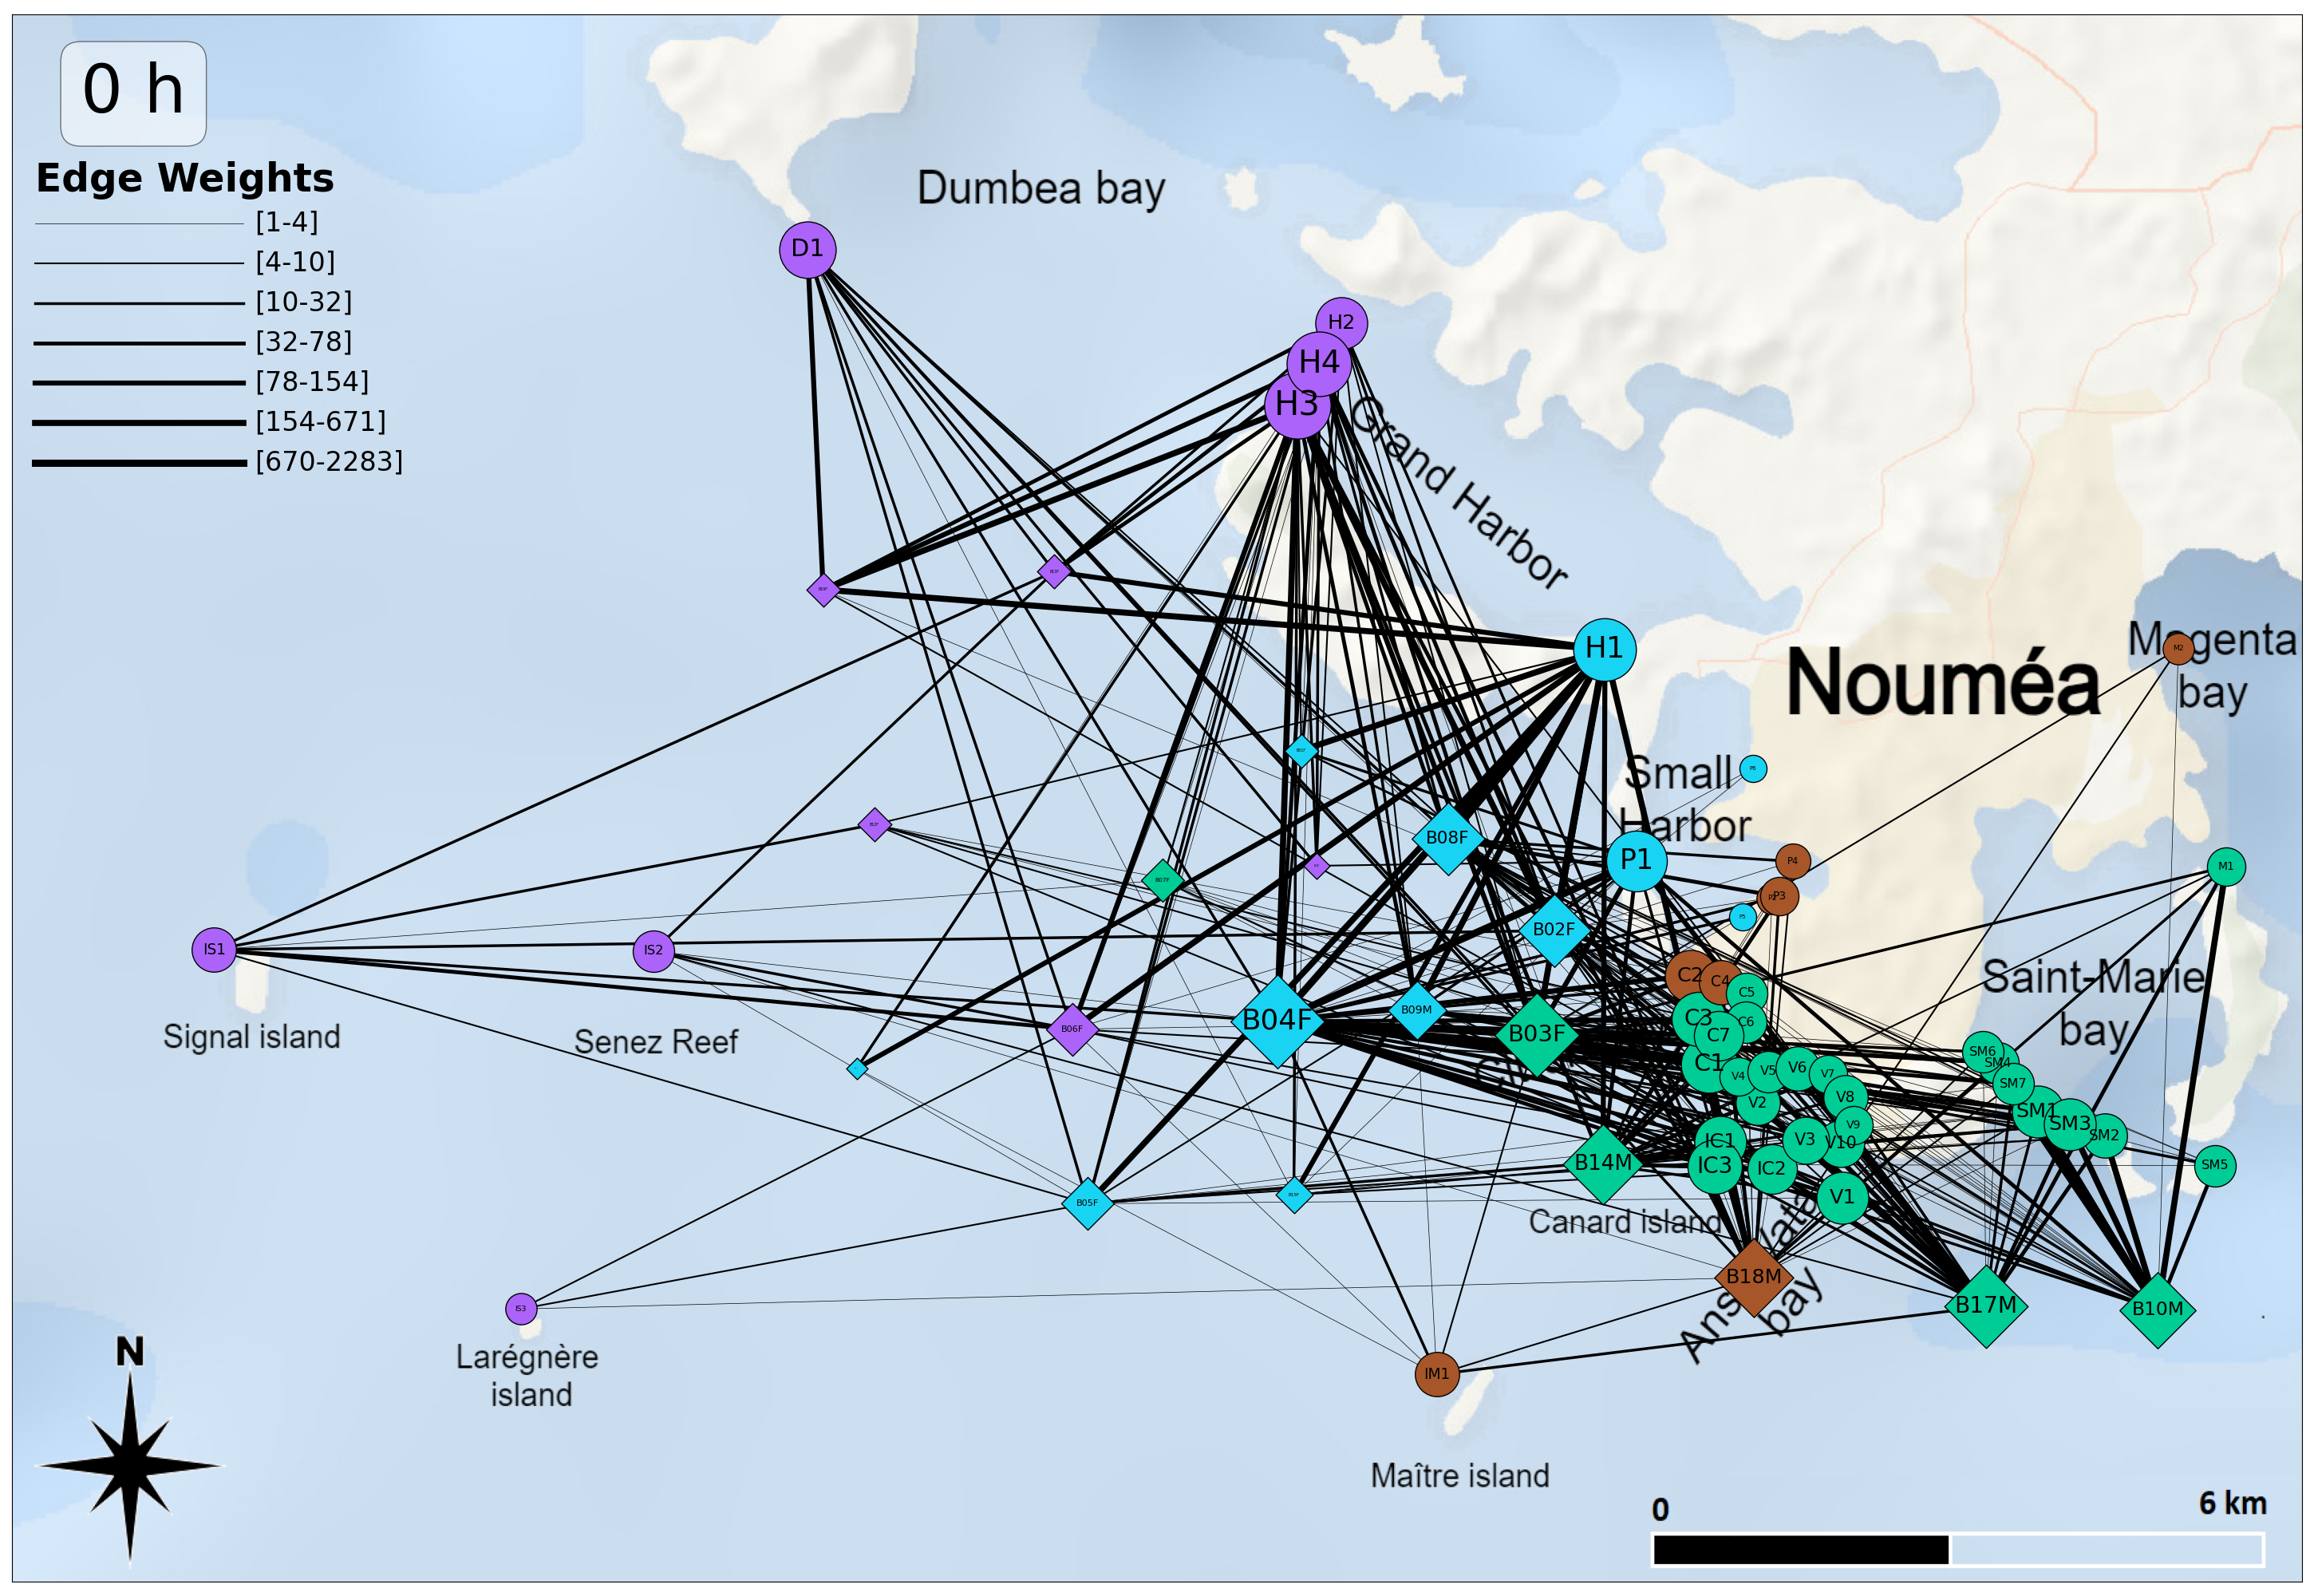 0 h
Edge Weights
[1-4]
[4-10]
[10-32]
[32-78]
[78-154]
[154-671]
[670-2283]
Dumbea bay
D1
H2
H4
H3
Grand Harbor
H1
Nouméa
Magenta
bay
M2
Small
Harbor
P6
B08F
P1
P4
P3
P5
M1
B07F
B02F
IS1
IS2
Signal island
Senez Reef
B06F
B04F
B09M
B03F
C2
C4
C5
C3
C6
C7
C1
Saint-Marie
bay
V4
V5
V6
V7
V2
V8
V9
V3
V10
IC1
IC3
IC2
V1
SM6
SM4
SM7
SM1
SM3
SM2
SM5
B14M
B05F
Canard island
B18M
bay
B17M
B10M
IS3
Larégnère
island
IM1
Maître island
N
0
6 km